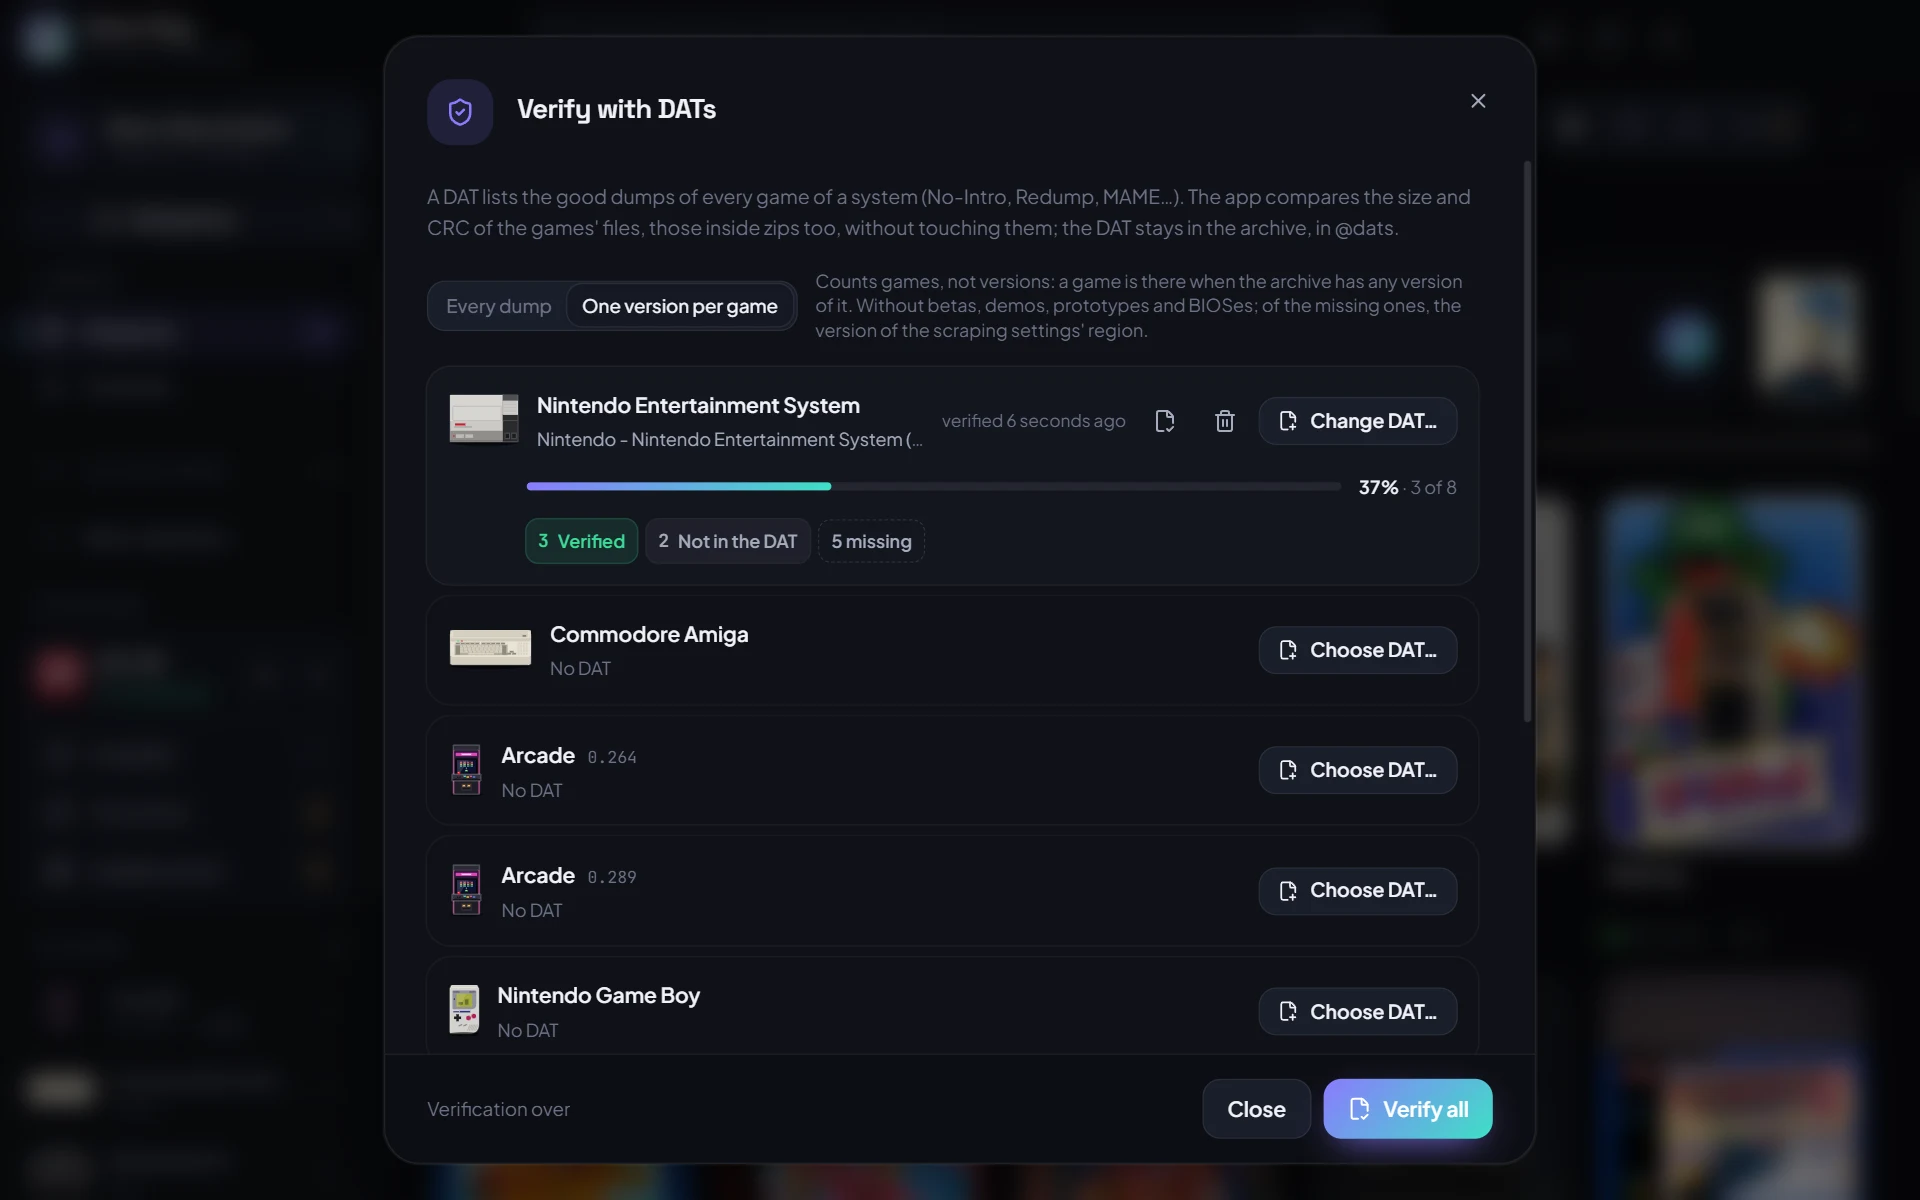 Verify with DATs
A DAT lists the good dumps of every game of a system (No-Intro, Redump, MAME…). The app compares the size and
CRC of the games' files, those inside zips too, without touching them; the DAT stays in the archive, in @dats.
Every dump
One version per game
Counts games, not versions: a game is there when the archive has any version
of it. Without betas, demos, prototypes and BIOSes; of the missing ones, the
version of the scraping settings' region.
Nintendo Entertainment System
Nintendo - Nintendo Entertainment System (…
verified 6 seconds ago
Change DAT…
37% · 3 of 8
3 Verified
2 Not in the DAT
5 missing
Commodore Amiga
No DAT
Choose DAT…
Arcade 0.264
No DAT
Choose DAT…
Arcade 0.289
No DAT
Choose DAT…
Nintendo Game Boy
No DAT
Choose DAT…
Verification over
Close
Verify all